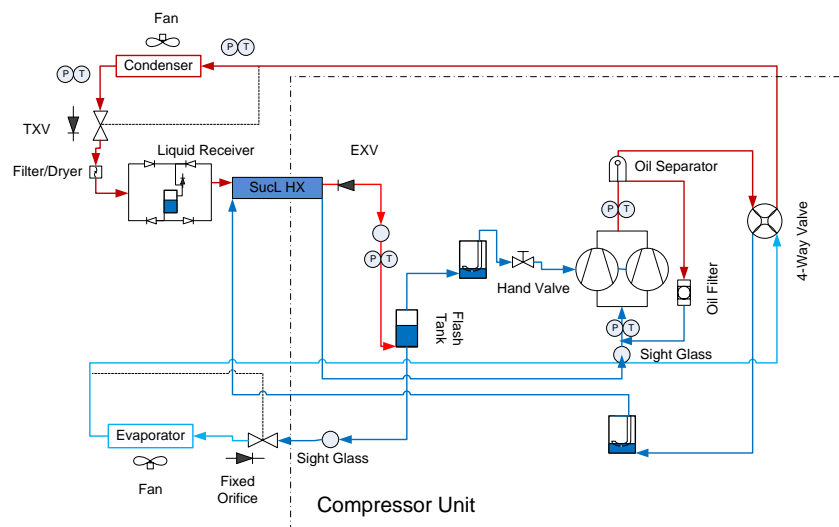 Fan
P T
P T
Condenser
TXV
Filter/Dryer
Liquid Receiver
SucL HX
EXV
P T
Flash
Tank
Hand Valve
Oil Separator
P T
4-Way Valve
Oil Filter
P T
Sight Glass
Evaporator
Fan
Fixed
Orifice
Sight Glass
Compressor Unit